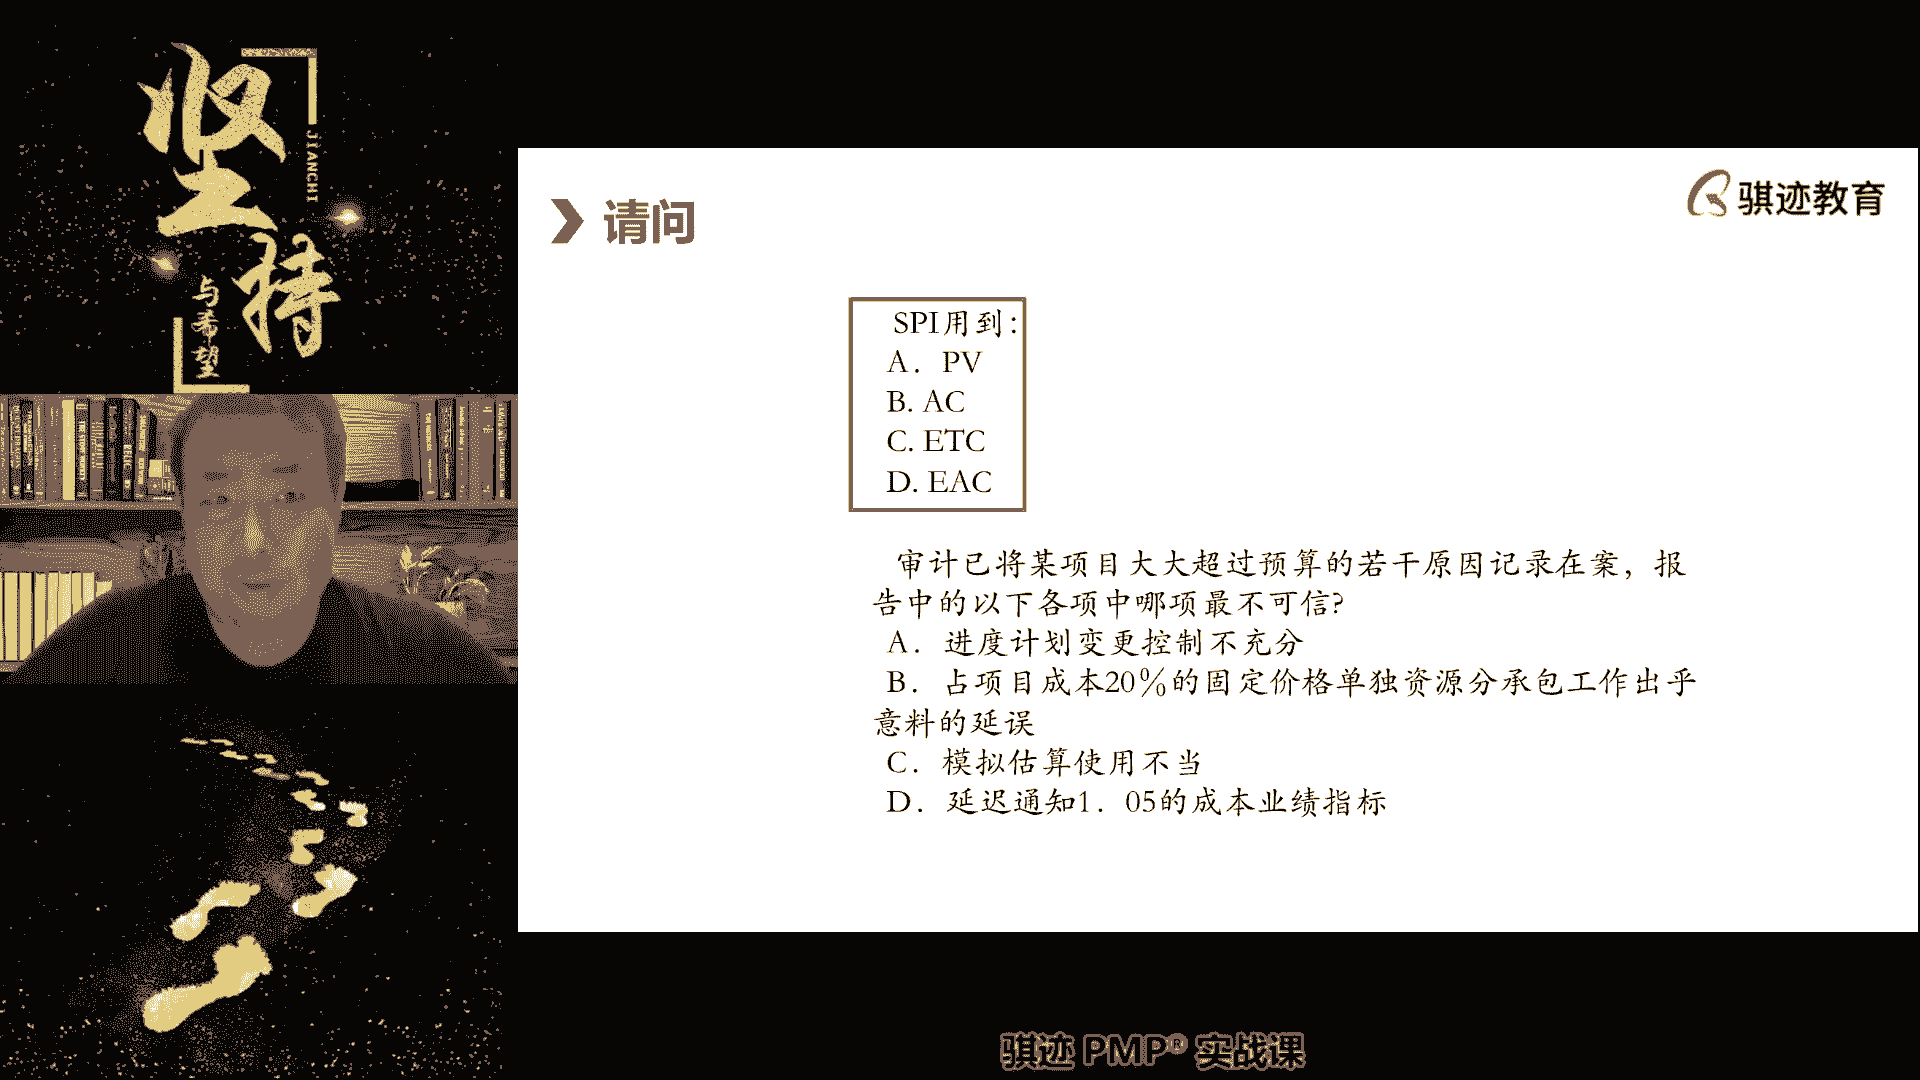 坚持
JIANCHI
与希望
骐迹教育
请问
SPI用到：
A．PV
B. AC
C. ETC
D. EAC
审计已将某项目大大超过预算的若干原因记录在案，报
告中的以下各项中哪项最不可信?
A．进度计划变更控制不充分
B．占项目成本20％的固定价格单独资源分承包工作出乎
意料的延误
C．模拟估算使用不当
D．延迟通知1．05的成本业绩指标
骐迹 PMP® 实战课